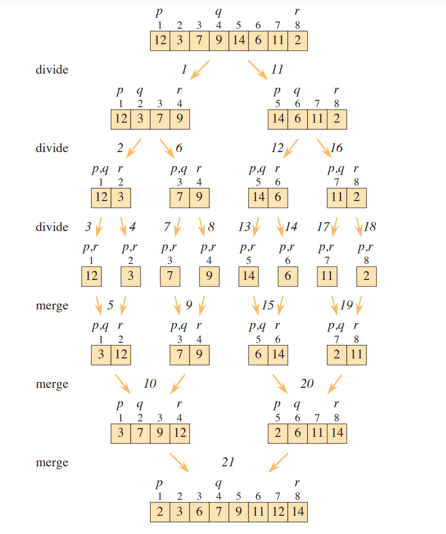 p q r
1 2 3 4 5 6 7 8
12 3 7 9 14 6 11 2
divide 1 11
p q r p q r
1 2 3 4 5 6 7 8
12 3 7 9 14 6 11 2
divide 2 6 12 16
p,q r p,q r p,q r p,q r
1 2 3 4 5 6 7 8
12 3 7 9 14 6 11 2
divide 3 4 7 8 13 14 17 18
p,r p,r p,r p,r p,r p,r p,r p,r
1 2 3 4 5 6 7 8
12 3 7 9 14 6 11 2
merge 5 9 15 19
p,q r p,q r p,q r p,q r
1 2 3 4 5 6 7 8
3 12 7 9 6 14 2 11
merge 10 20
p q r p q r
1 2 3 4 5 6 7 8
3 7 9 12 2 6 11 14
merge 21
p q r
1 2 3 4 5 6 7 8
2 3 6 7 9 11 12 14